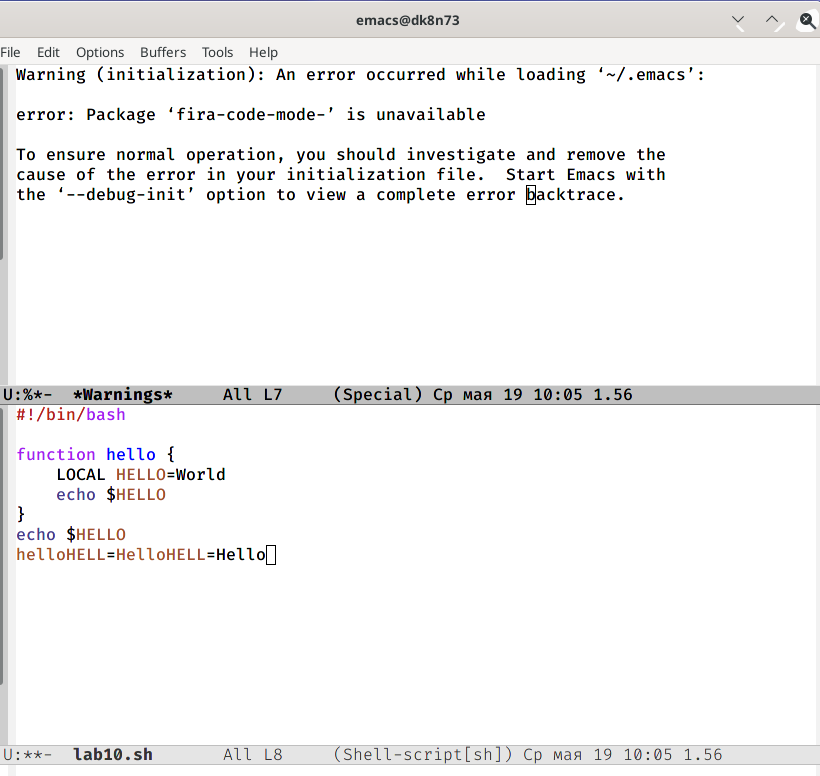 emacs@dk8n73
File Edit Options Buffers Tools Help
Warning (initialization): An error occurred while loading ‘~/.emacs’:
error: Package ‘fira-code-mode-’ is unavailable
To ensure normal operation, you should investigate and remove the
cause of the error in your initialization file.  Start Emacs with
the ‘--debug-init’ option to view a complete error backtrace.
U:%*-  *Warnings*     All L7     (Special) Ср мая 19 10:05 1.56
#!/bin/bash
function hello {
    LOCAL HELLO=World
    echo $HELLO
}
echo $HELLO
helloHELL=HelloHELL=Hello
U:**-  lab10.sh       All L8     (Shell-script[sh]) Ср мая 19 10:05 1.56